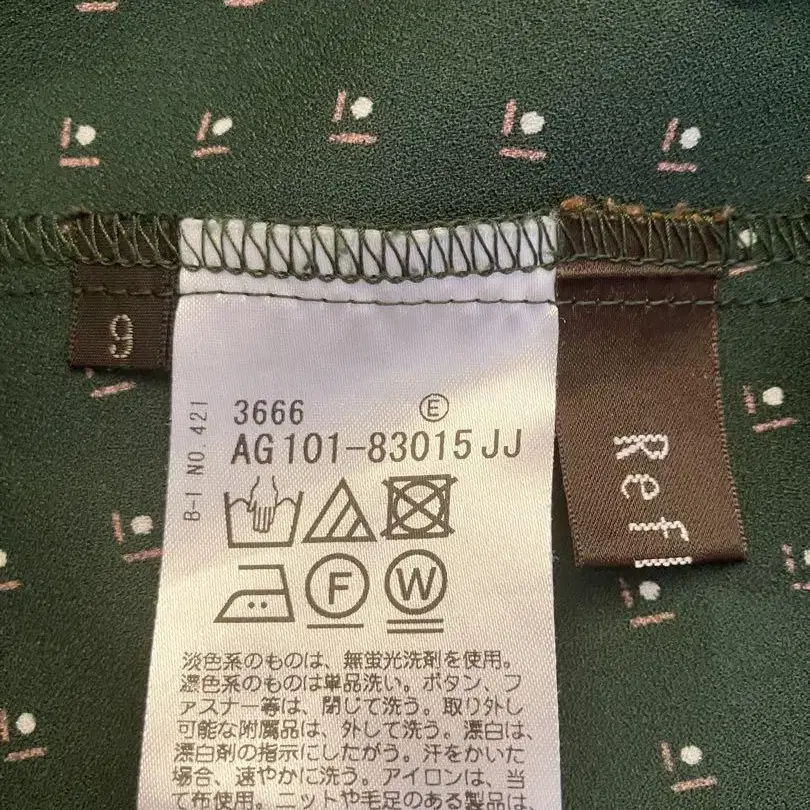 9
B-1 NO. 421
3666 Ⓔ
AG101-83015JJ
F W
淡色系のものは、無蛍光洗剤を使用。
濃色系のものは単品洗い。ボタン、フ
ァスナー等は、閉じて洗う。取り外し
可能な附属品は、外して洗う。漂白は、
漂白剤の指示にしたがう。汗をかいた
場合、速やかに洗う。アイロンは、当
て布使用。ニットや毛足のある製品は、
Ref